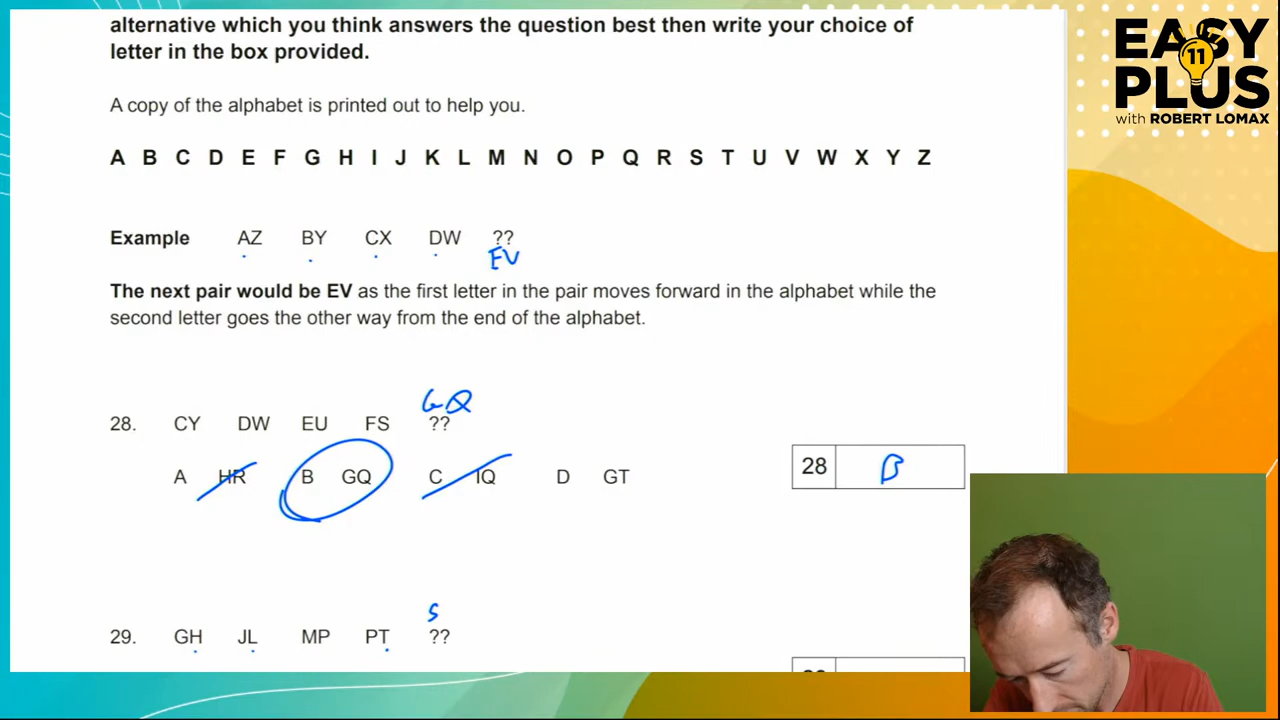 alternative which you think answers the question best then write your choice of
letter in the box provided.
A copy of the alphabet is printed out to help you.
A B C D E F G H I J K L M N O P Q R S T U V W X Y Z
Example AZ BY CX DW ??
EV
The next pair would be EV as the first letter in the pair moves forward in the alphabet while the
second letter goes the other way from the end of the alphabet.
GQ
28. CY DW EU FS ??
A HR B GQ C IQ D GT
28 B
S
29. GH JL MP PT ??
EASY
11
PLUS
with ROBERT LOMAX